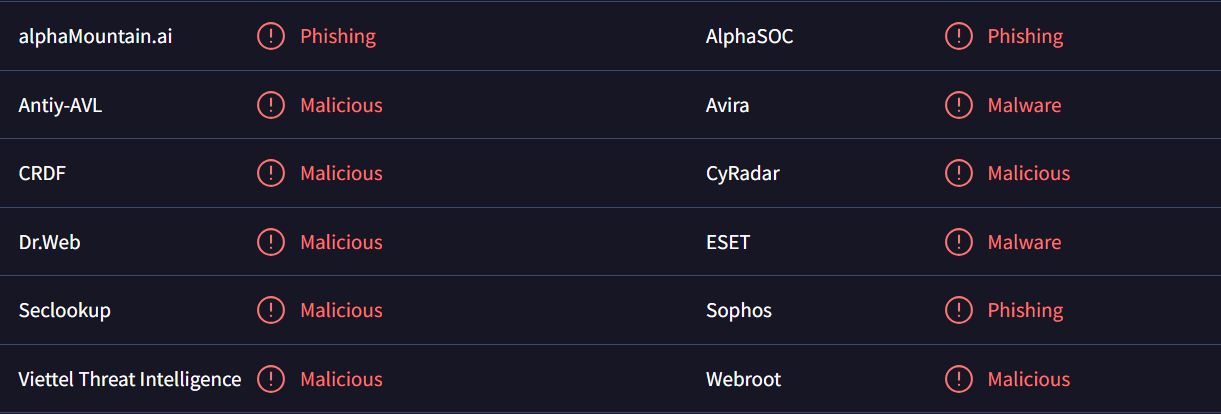 alphaMountain.ai Phishing AlphaSOC Phishing
Antiy-AVL Malicious Avira Malware
CRDF Malicious CyRadar Malicious
Dr.Web Malicious ESET Malware
Seclookup Malicious Sophos Phishing
Viettel Threat Intelligence Malicious Webroot Malicious